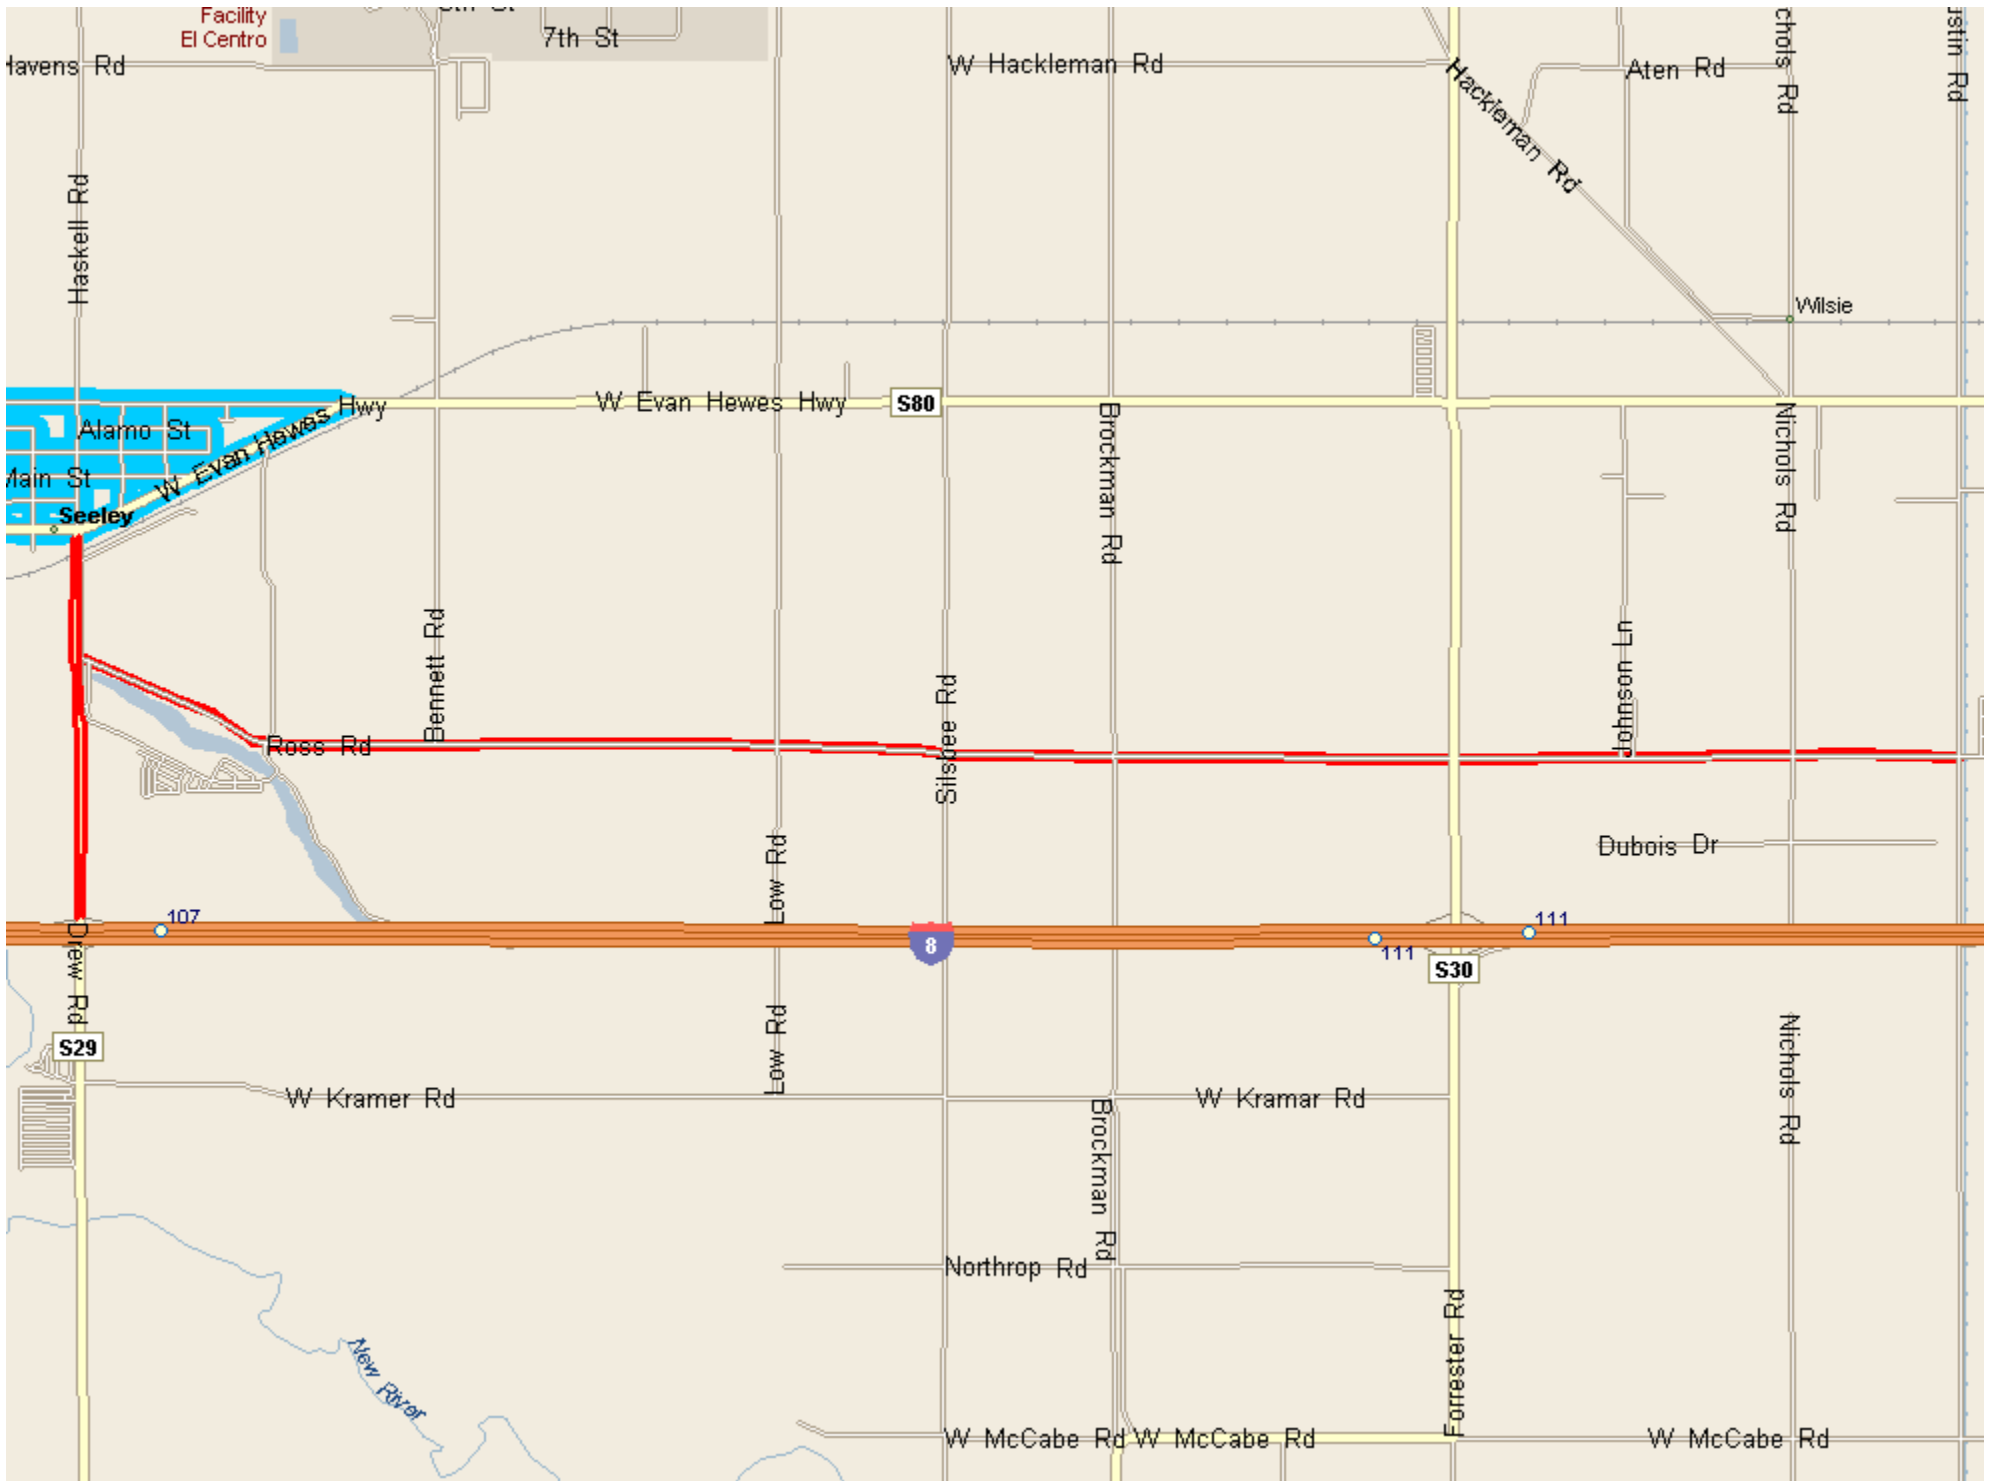 Facility
El Centro
7th St
Havens Rd
W Hackleman Rd
Hackleman Rd
Aten Rd
Nichols Rd
Haskell Rd
Wilsie
W Evan Hewes Hwy
W Evan Hewes Hwy
S80
Alamo St
Main St
Seeley
Brockman Rd
Nichols Rd
Bennett Rd
Johnson Ln
Silsbee Rd
Ross Rd
Low Rd
Dubois Dr
107
8
111
111
S30
Drew Rd
S29
Low Rd
Nichols Rd
W Kramer Rd
W Kramar Rd
Brockman Rd
Northrop Rd
Forrester Rd
New River
W McCabe Rd
W McCabe Rd
W McCabe Rd